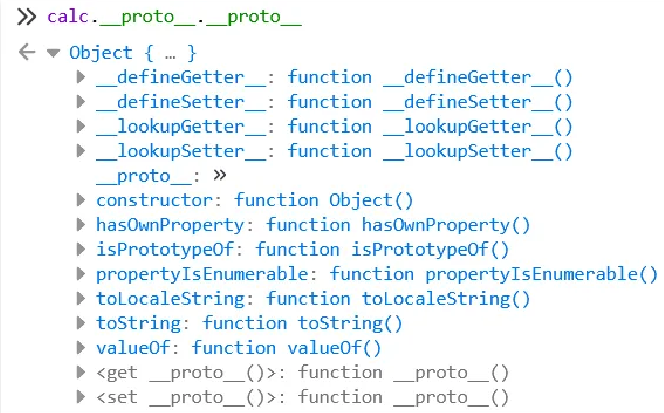 >> calc.__proto__.__proto__
Object { … }
__defineGetter__: function __defineGetter__()
__defineSetter__: function __defineSetter__()
__lookupGetter__: function __lookupGetter__()
__lookupSetter__: function __lookupSetter__()
__proto__: >>
constructor: function Object()
hasOwnProperty: function hasOwnProperty()
isPrototypeOf: function isPrototypeOf()
propertyIsEnumerable: function propertyIsEnumerable()
toLocaleString: function toLocaleString()
toString: function toString()
valueOf: function valueOf()
<get __proto__()>: function __proto__()
<set __proto__()>: function __proto__()